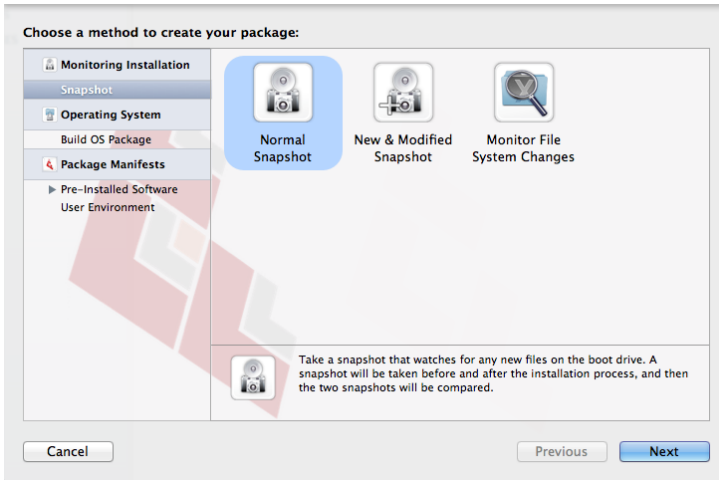 Choose a method to create your package:
Monitoring Installation
Snapshot
Operating System
Build OS Package
Package Manifests
Pre-Installed Software
User Environment
Normal
Snapshot
New & Modified
Snapshot
Monitor File
System Changes
Take a snapshot that watches for any new files on the boot drive. A
snapshot will be taken before and after the installation process, and then
the two snapshots will be compared.
Cancel
Previous
Next